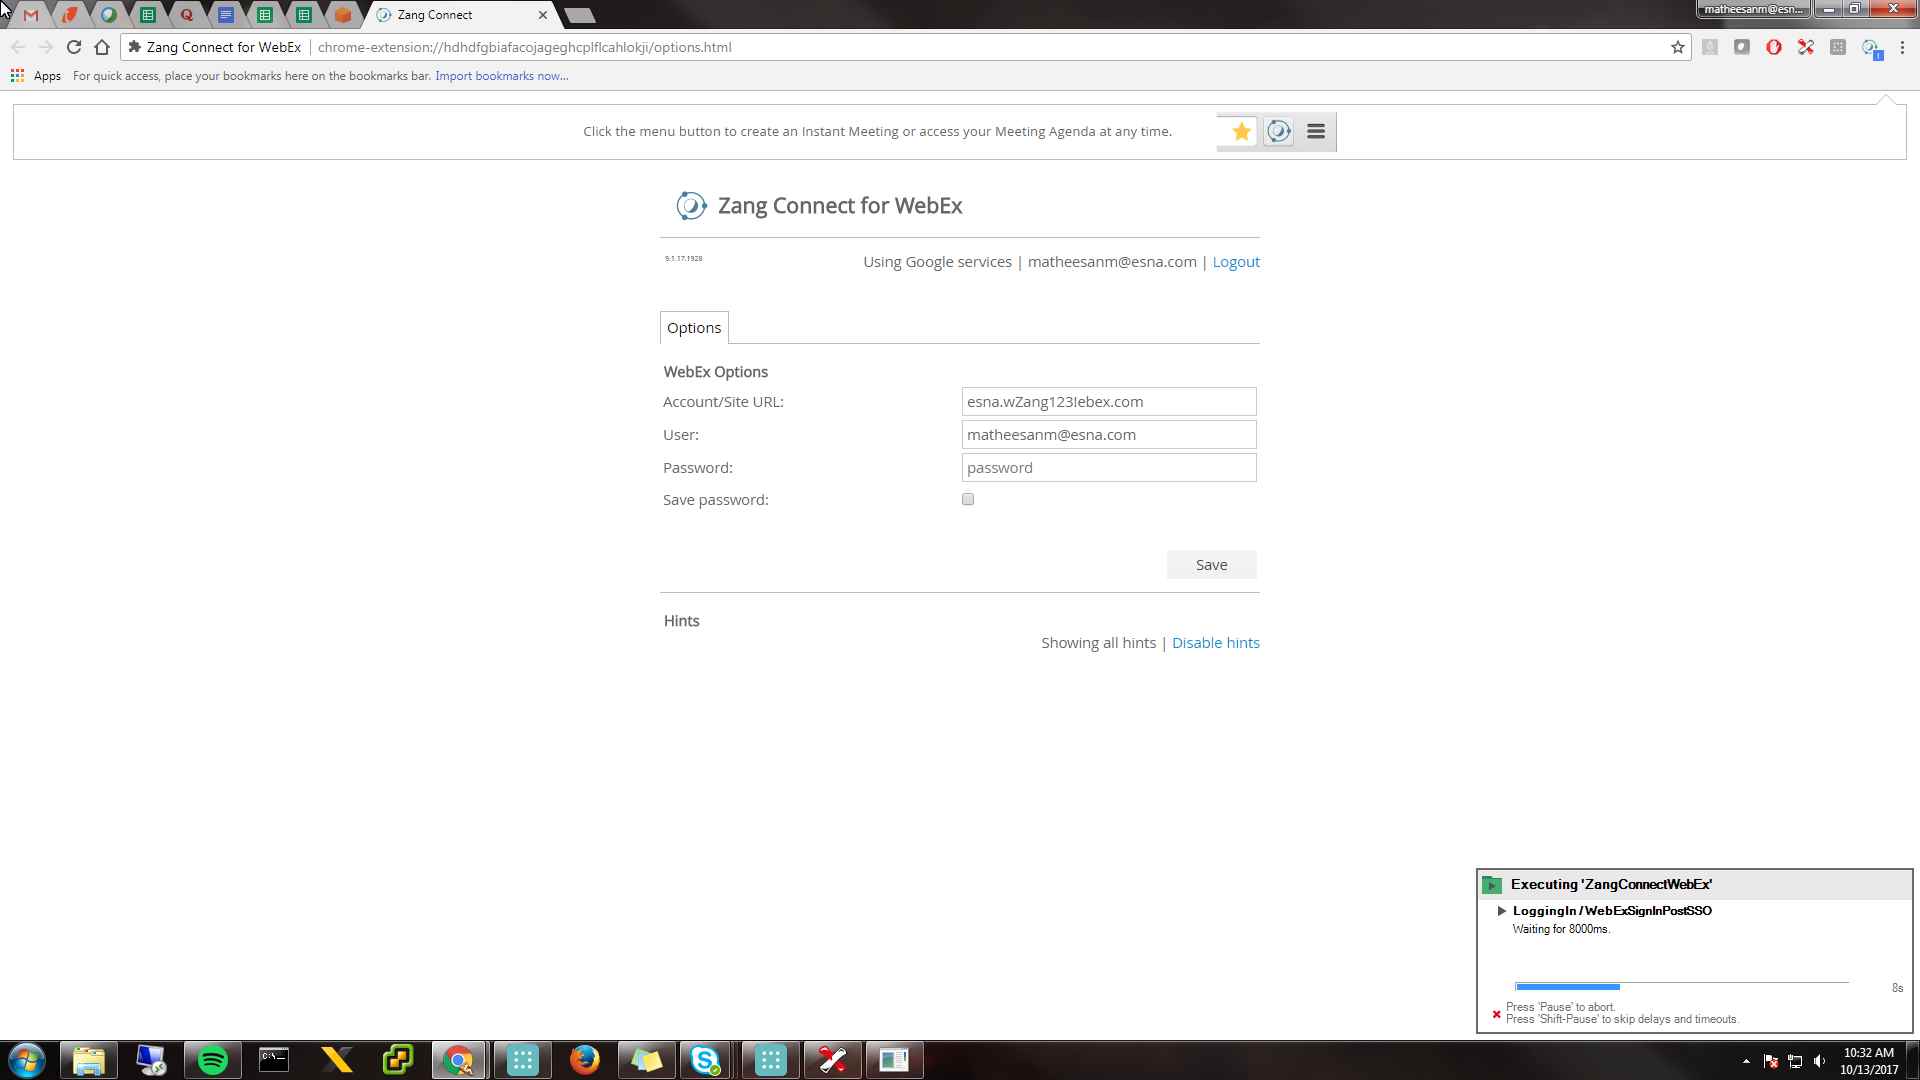 Zang Connect
matheesanm@esn...
Zang Connect for WebEx
chrome-extension://hdhdfgbiafacojageghcplflcahlokji/options.html
Apps
For quick access, place your bookmarks here on the bookmarks bar. Import bookmarks now...
Click the menu button to create an Instant Meeting or access your Meeting Agenda at any time.
Zang Connect for WebEx
9.1.17.1928
Using Google services | matheesanm@esna.com | Logout
Options
WebEx Options
Account/Site URL:
esna.wZang123!ebex.com
User:
matheesanm@esna.com
Password:
password
Save password:
Save
Hints
Showing all hints | Disable hints
Executing 'ZangConnectWebEx'
LoggingIn / WebExSignInPostSSO
Waiting for 8000ms.
8s
Press 'Pause' to abort.
Press 'Shift-Pause' to skip delays and timeouts.
10:32 AM
10/13/2017